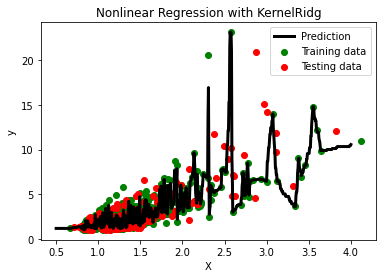 Nonlinear Regression with KernelRidg
Prediction
Training data
Testing data
20
15
10
5
0
y
0.5 1.0 1.5 2.0 2.5 3.0 3.5 4.0
X